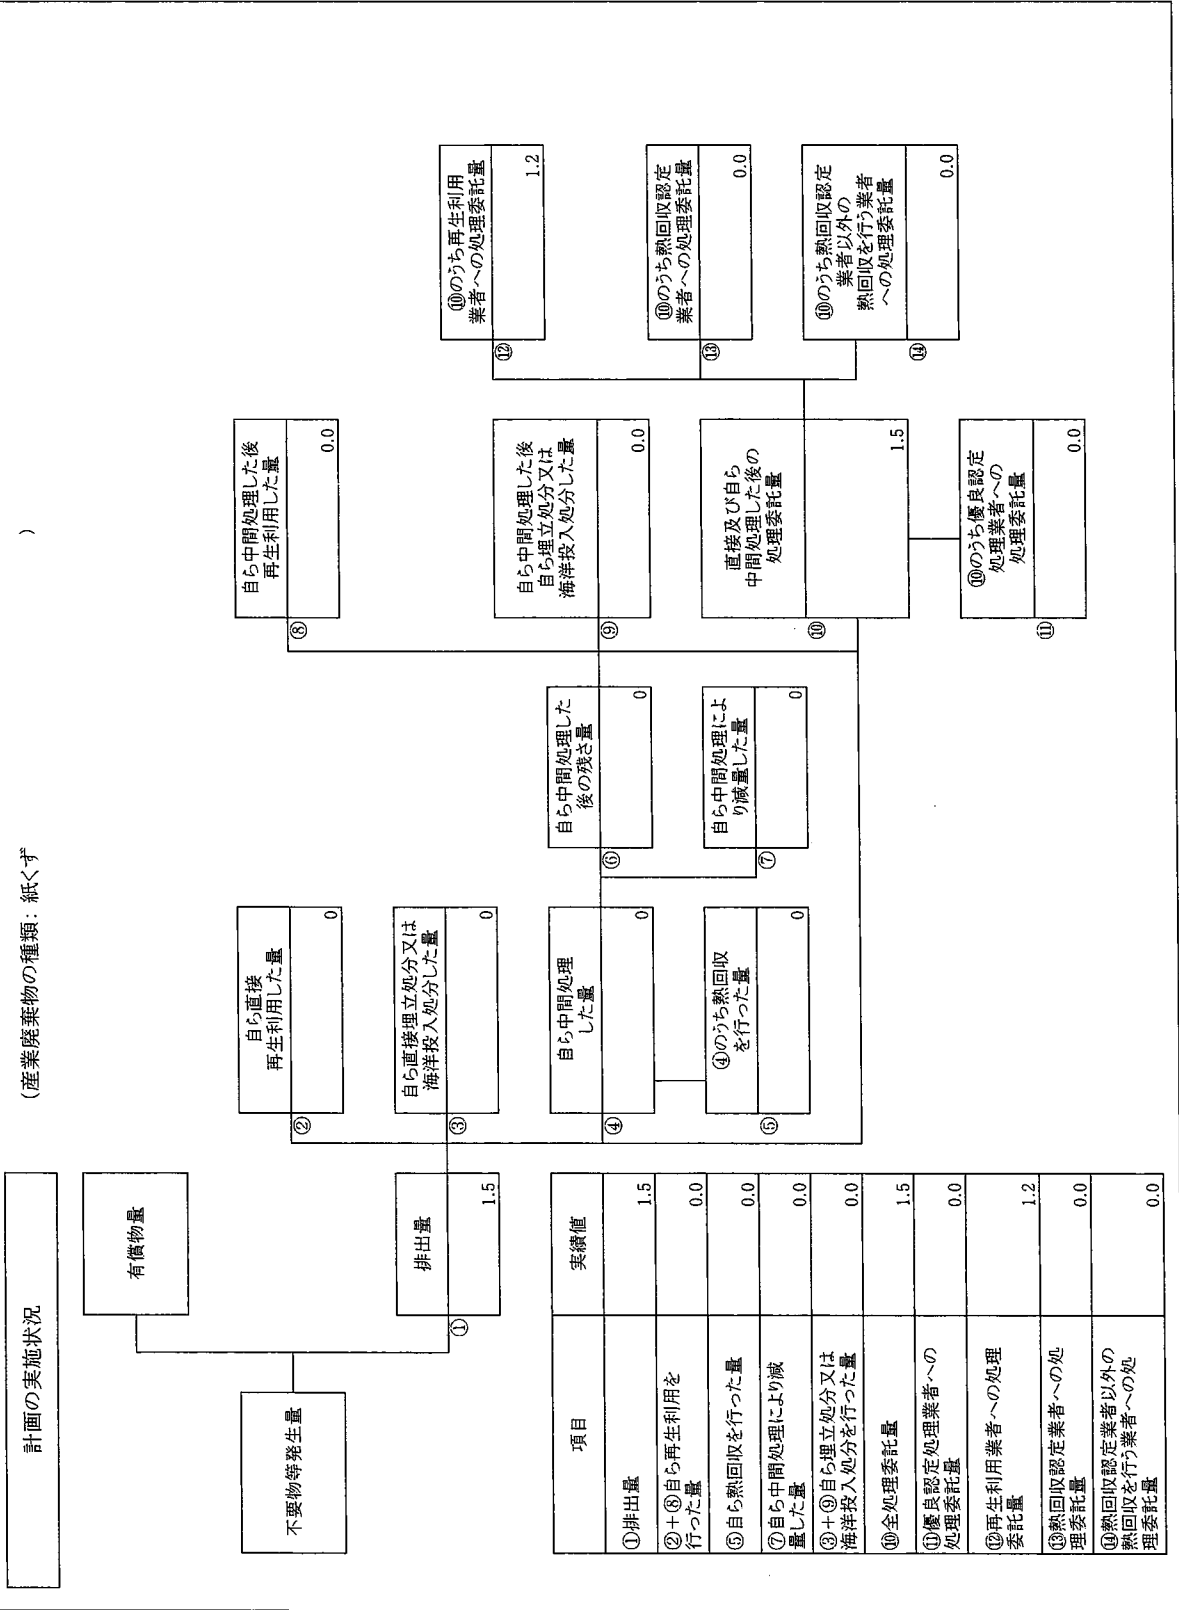 計画の実施状況
(産業廃棄物の種類: 紙くず
)
不要物等発生量
有償物量
①
排出量
1.5
②
自ら直接
再生利用した量
0
③
自ら直接埋立処分又は
海洋投入処分した量
0
④
自ら中間処理
した量
0
⑤
④のうち熱回収
を行った量
0
⑥
自ら中間処理した
後の残さ量
0
⑦
自ら中間処理によ
り減量した量
0
⑧
自ら中間処理した後
再生利用した量
0.0
⑨
自ら中間処理した後
自ら埋立処分又は
海洋投入処分した量
0.0
⑩
直接及び自ら
中間処理した後の
処理委託量
1.5
⑪
⑩のうち優良認定
処理業者への
処理委託量
0.0
⑫
⑩のうち再生利用
業者への処理委託量
1.2
⑬
⑩のうち熱回収認定
業者への処理委託量
0.0
⑭
⑩のうち熱回収認定
業者以外の
熱回収を行う業者
への処理委託量
0.0
項目 実績値
①排出量 1.5
②+⑧自ら再生利用を
行った量 0.0
⑤自ら熱回収を行った量 0.0
⑦自ら中間処理により減
量した量 0.0
③+⑨自ら埋立処分又は
海洋投入処分を行った量 0.0
⑩全処理委託量 1.5
⑪優良認定処理業者への
処理委託量 0.0
⑫再生利用業者への処理
委託量 1.2
⑬熱回収認定業者への処
理委託量 0.0
⑭熱回収認定業者以外の
熱回収を行う業者への処
理委託量 0.0